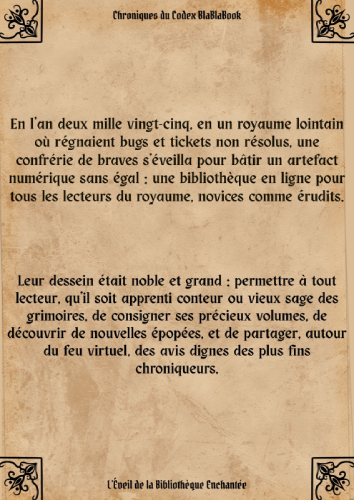 Chroniques du Codex BlaBlaBook
En l'an deux mille vingt-cinq, en un royaume lointain
où régnaient bugs et tickets non résolus, une
confrérie de braves s'éveilla pour bâtir un artefact
numérique sans égal : une bibliothèque en ligne pour
tous les lecteurs du royaume, novices comme érudits.
Leur dessein était noble et grand : permettre à tout
lecteur, qu'il soit apprenti conteur ou vieux sage des
grimoires, de consigner ses précieux volumes, de
découvrir de nouvelles épopées, et de partager, autour
du feu virtuel, des avis dignes des plus fins
chroniqueurs.
L'Éveil de la Bibliothèque Enchantée